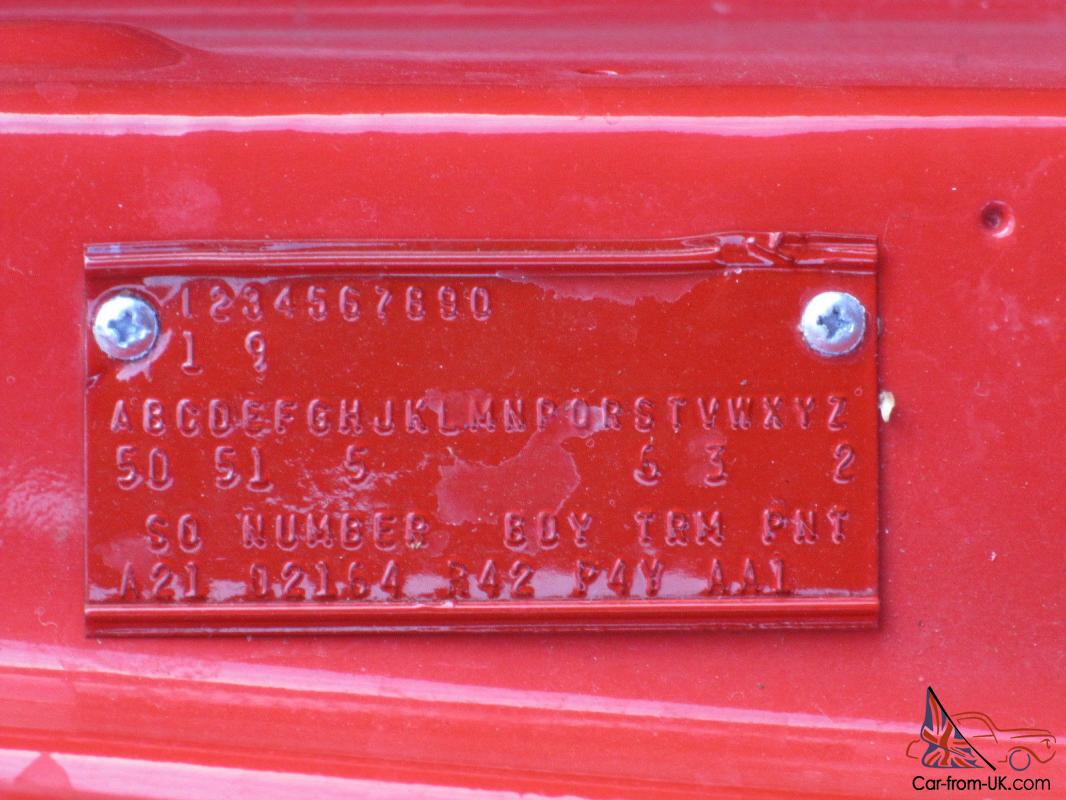 1234567890
1 9
ABCDEFGHJKLMNPQRSTVWXYZ
50 51 5 6 3 2
SO NUMBER BDY TRM PNT
A21 02164 R42 P4Y AA1
Car-from-UK.com